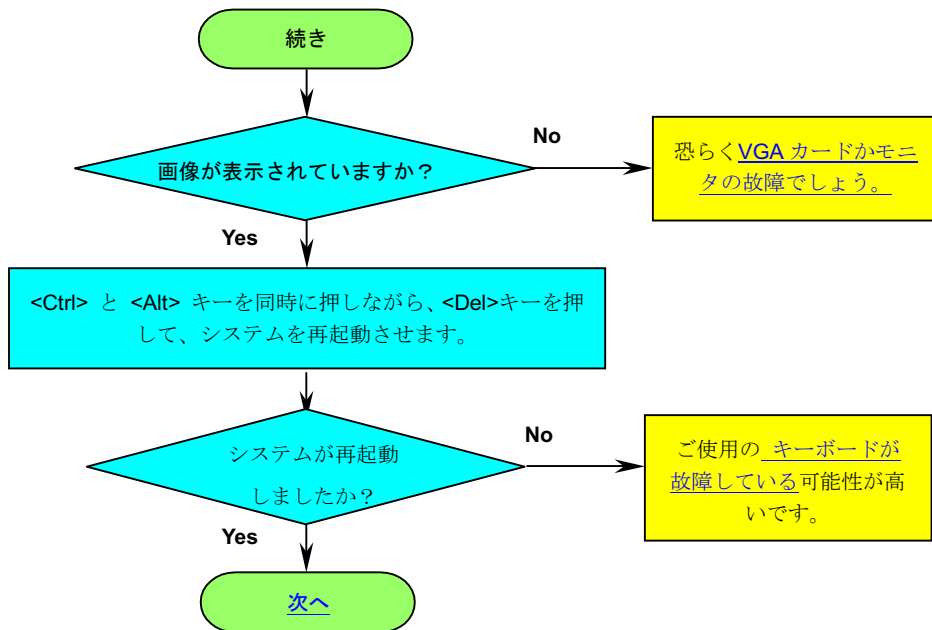 続き
画像が表示されていますか？
No
恐らくVGA カードかモニ
タの故障でしょう。
Yes
<Ctrl> と <Alt> キーを同時に押しながら、<Del>キーを押
して、システムを再起動させます。
システムが再起動
しましたか？
No
ご使用の キーボードが
故障している可能性が高
いです。
Yes
次へ